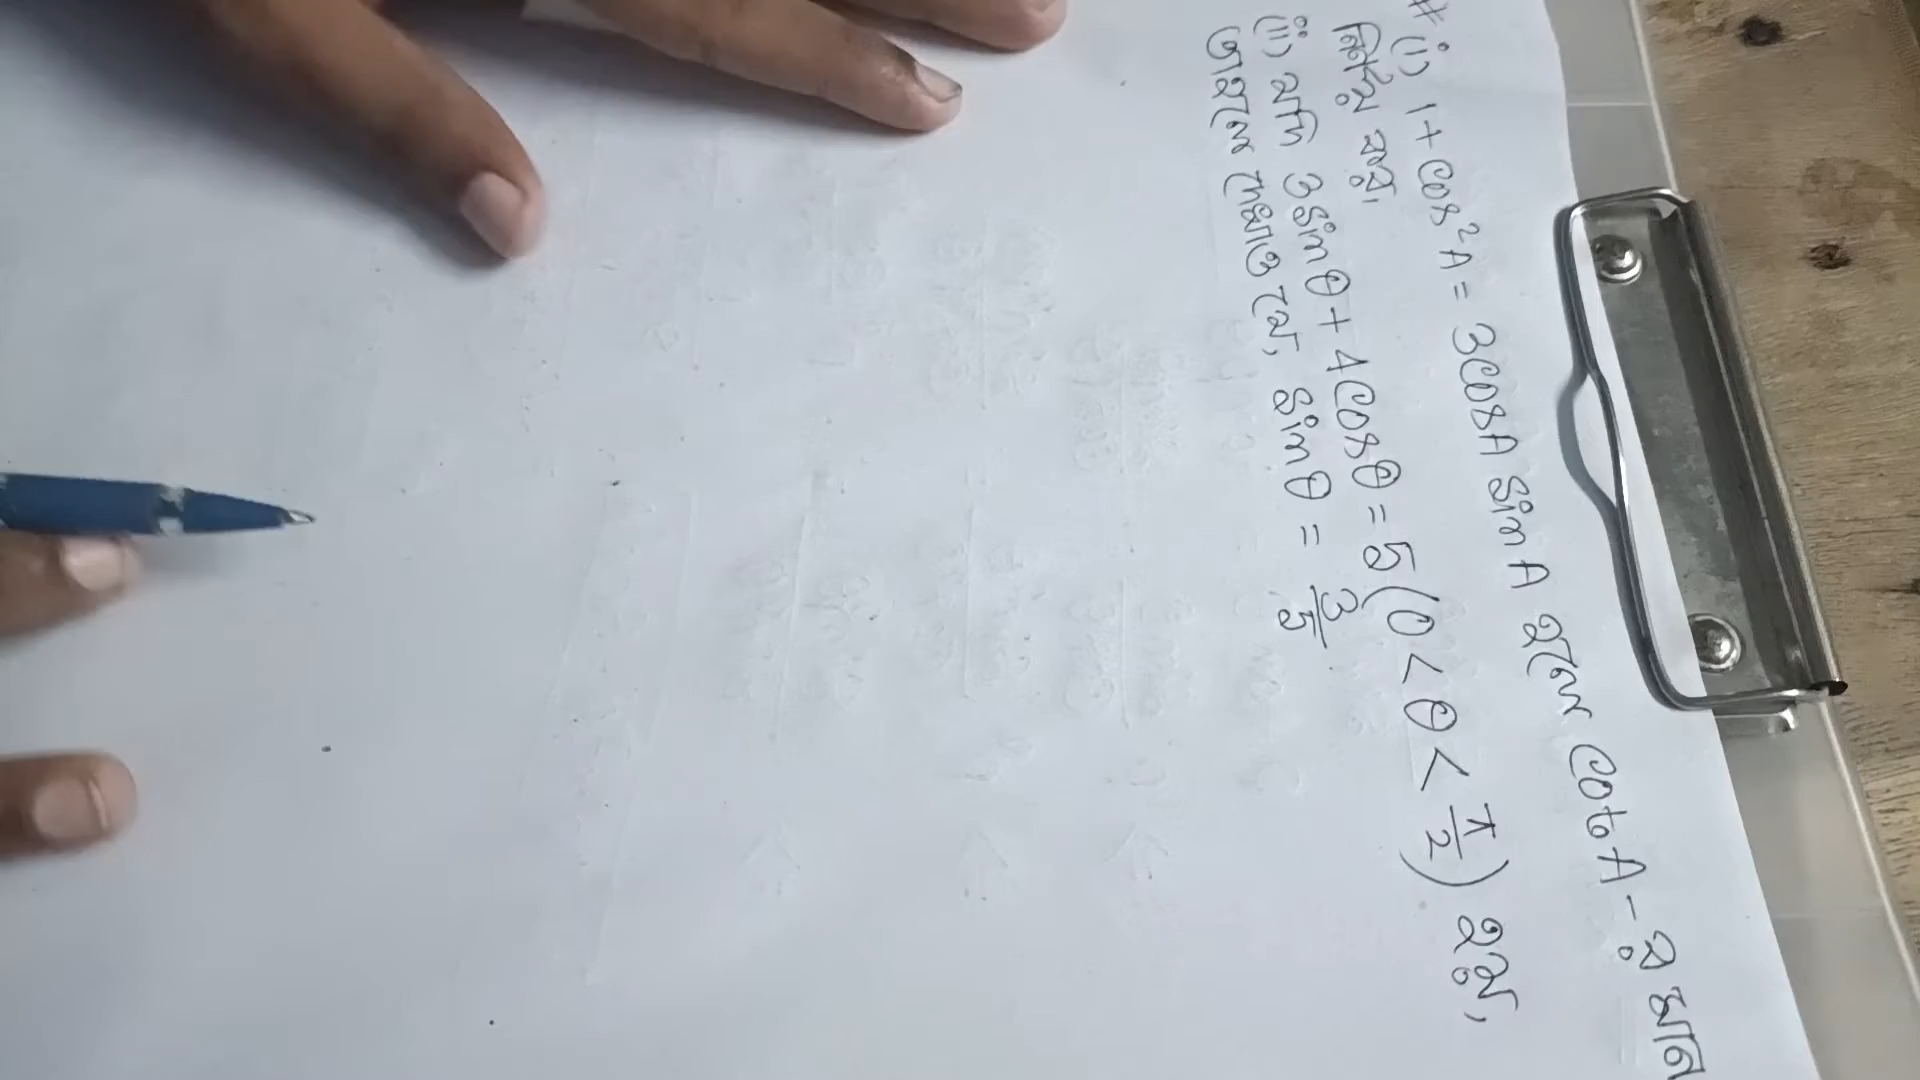 # (i) 1 + cos²A = 3cosA sinA হলে cotA-র মান
নির্ণয় কর।
(ii) যদি 3sinθ + 4cosθ = 5 (0 < θ < π/2) হয়,
তাহলে দেখাও যে, sinθ = 3/5